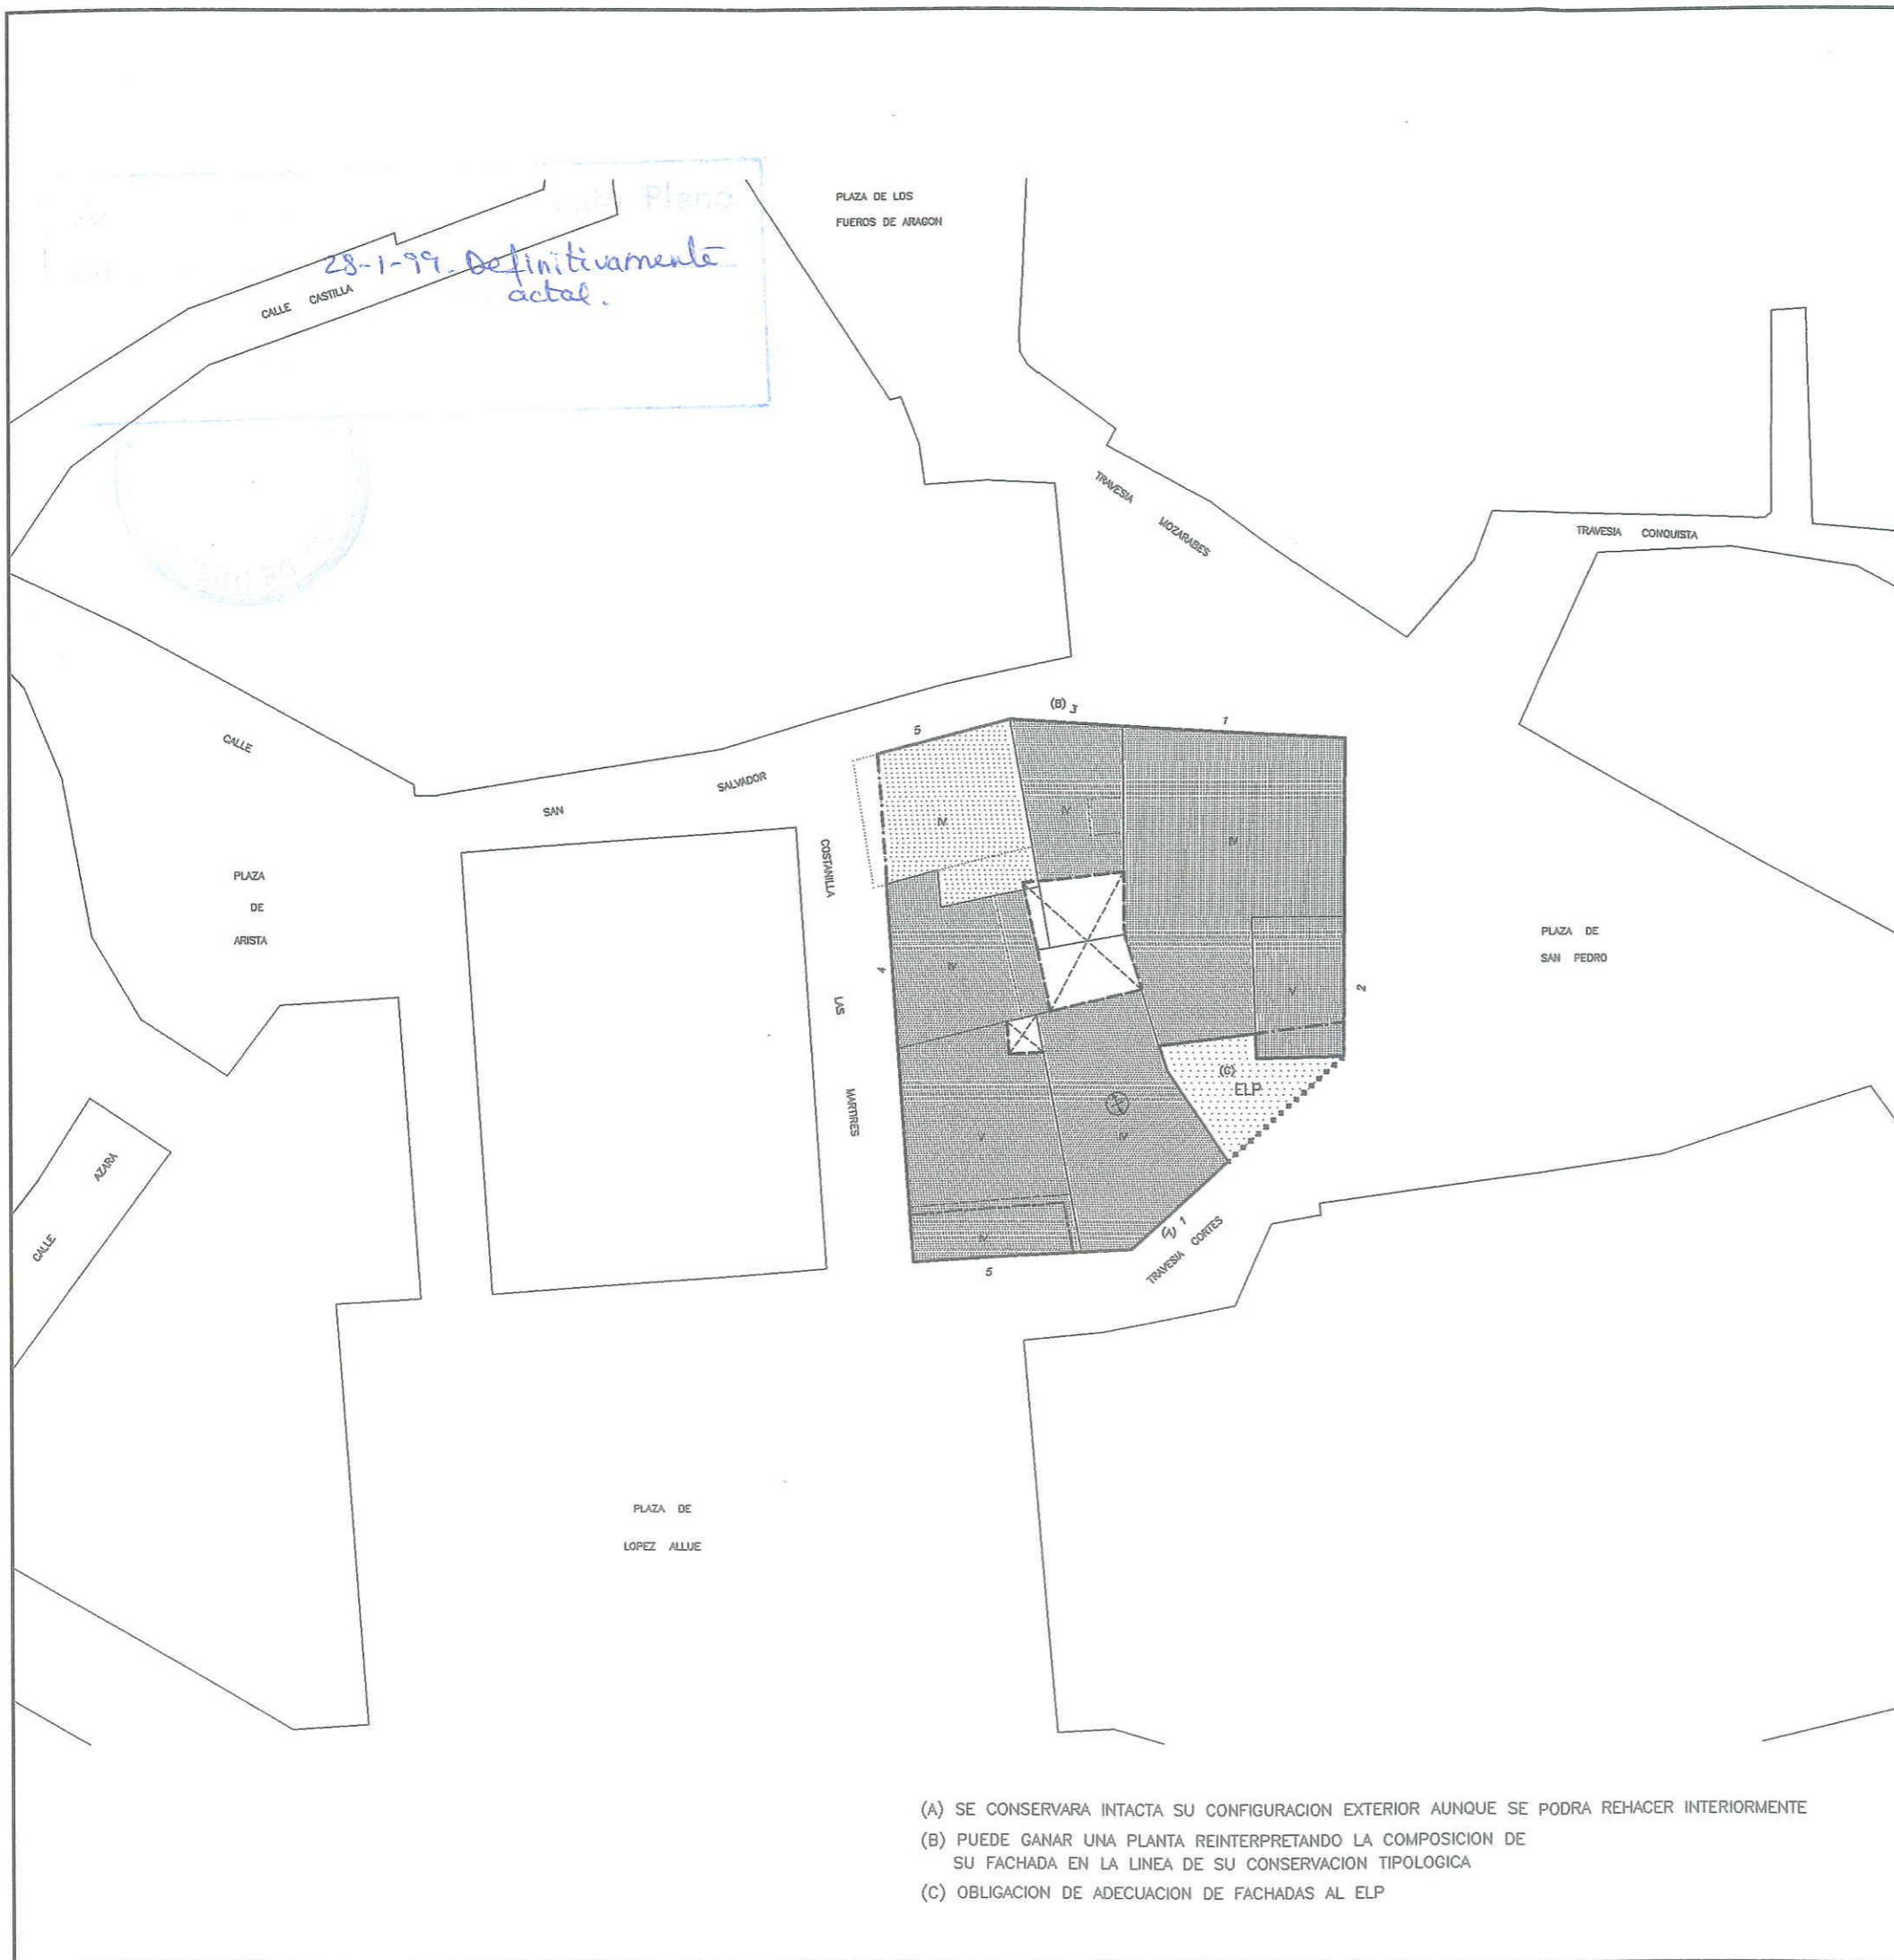 Plano
28-1-99. Definitivamente
actal.
PLAZA DE LOS
FUEROS DE ARAGON
CALLE CASTILLA
TRAVESIA MOZARABES
TRAVESIA CONQUISTA
CALLE
SAN SALVADOR
(B) 3
1
5
IV
IV
IV
COSTANILLA LAS MARTIRES
PLAZA
DE
ARISTA
PLAZA DE
SAN PEDRO
4
IV
V
2
(C)
ELP
V
IV
IV
(A) 1
5
TRAVESIA CORTES
CALLE AZARA
PLAZA DE
LOPEZ ALLUE
(A) SE CONSERVARA INTACTA SU CONFIGURACION EXTERIOR AUNQUE SE PODRA REHACER INTERIORMENTE
(B) PUEDE GANAR UNA PLANTA REINTERPRETANDO LA COMPOSICION DE
SU FACHADA EN LA LINEA DE SU CONSERVACION TIPOLOGICA
(C) OBLIGACION DE ADECUACION DE FACHADAS AL ELP